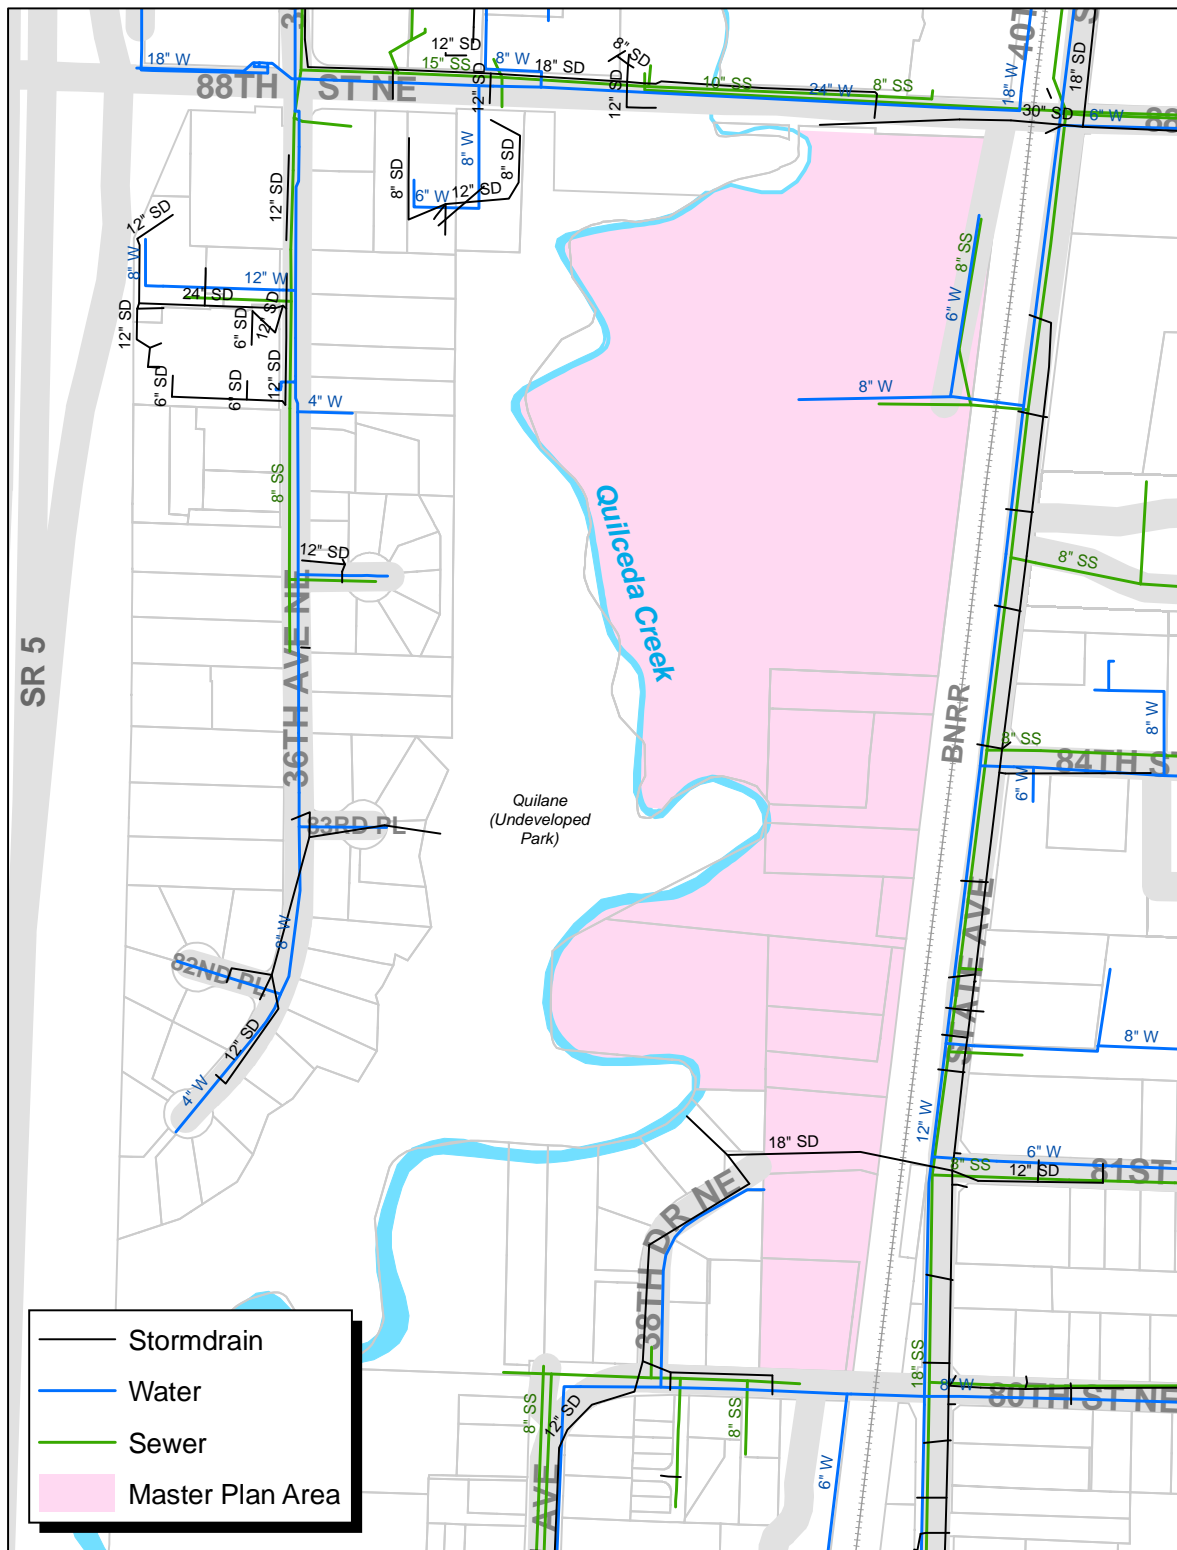 3
40T
S
12" SD
8" SD
18" W
8" W
15" SS
18" SD
10" SS
8" SS
24" W
18" W
18" SD
88TH
ST NE
12" SD
12" SD
30" SD
6" W
88
8" W
8" SD
8" SD
6" W
12" SD
12" SD
12" SD
8" W
12" W
24" SD
12" SD
6" SD
12" SD
12" SD
6" SD
6" SD
4" W
8" SS
6" W
8" W
8" SS
12" SD
Quilceda Creek
8" SS
36TH AVE NE
SR 5
BNRR
8" W
8" SS
84TH ST
6" W
Quilane
(Undeveloped
Park)
83RD PL
8" W
STATE AVE
82ND PL
12" SD
4" W
8" W
12" W
18" SD
6" W
8" SS
12" SD
81ST
38TH DR NE
18" SS
8" W
80TH ST NE
8" SS
12" SD
8" SS
6" W
AVE
Stormdrain
Water
Sewer
Master Plan Area